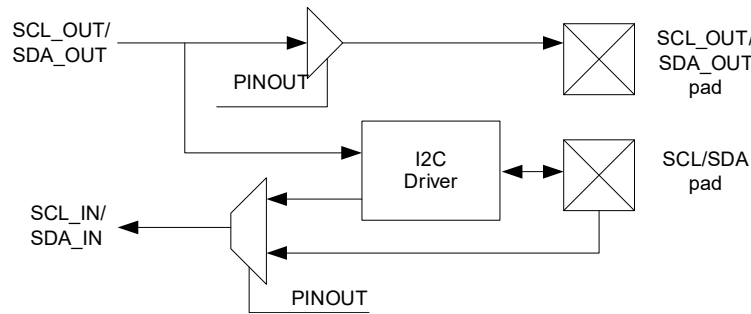 SCL_OUT/
SDA_OUT
PINOUT
SCL_OUT/
SDA_OUT
pad
I2C
Driver
SCL/SDA
pad
SCL_IN/
SDA_IN
PINOUT